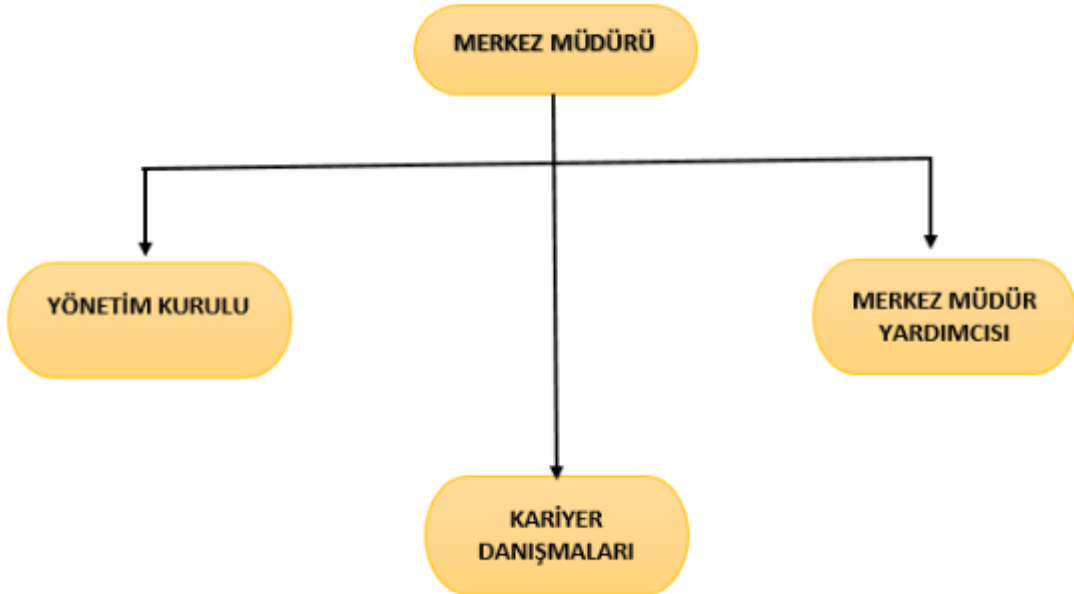 MERKEZ MÜDÜRÜ
YÖNETİM KURULU
MERKEZ MÜDÜR
YARDIMCISI
KARİYER
DANIŞMALARI